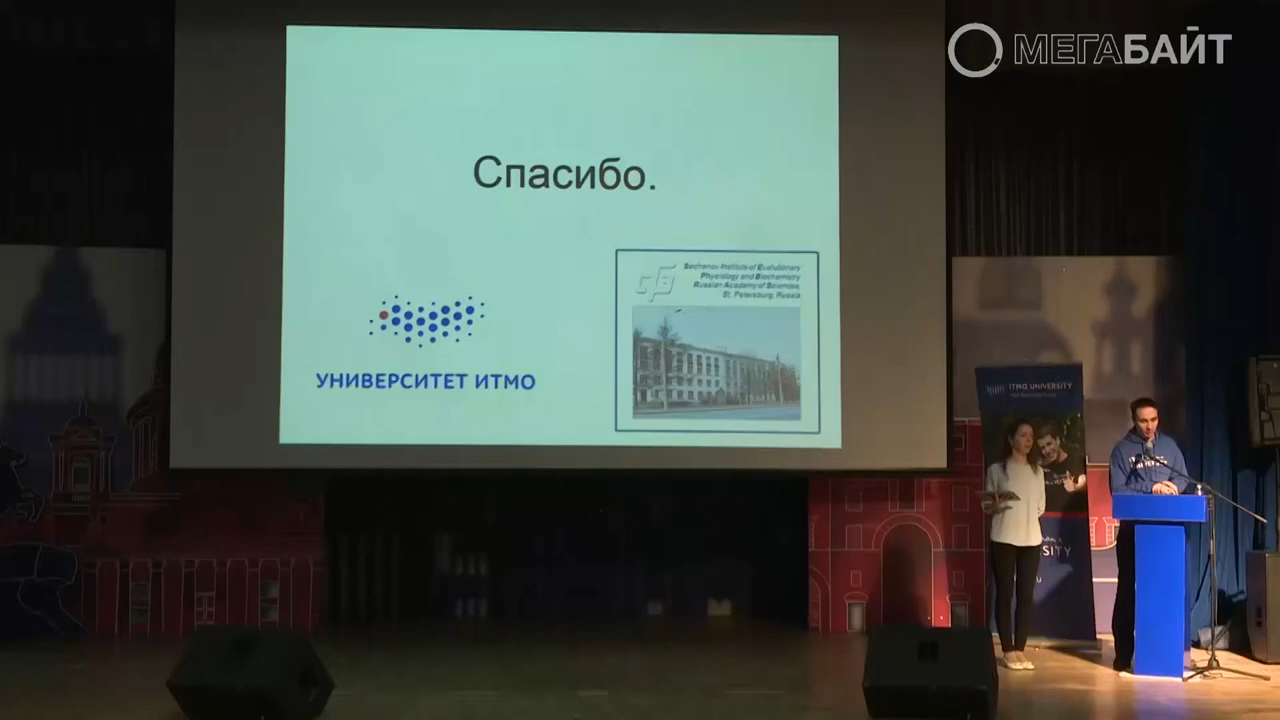 МЕГАБАЙТ
Спасибо.
Sechenov Institute of Evolutionary
Physiology and Biochemistry
Russian Academy of Sciences,
St. Petersburg, Russia
УНИВЕРСИТЕТ ИТМО
ITMO UNIVERSITY